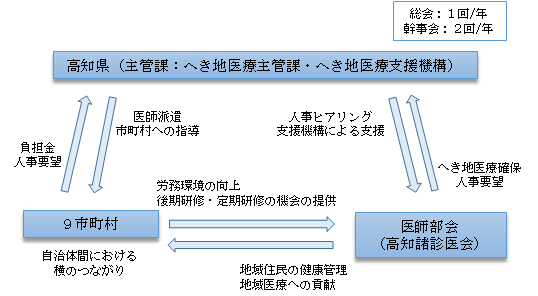 総会：１回/年
幹事会：２回/年
高知県（主管課：へき地医療主管課・へき地医療支援機構）
医師派遣
市町村への指導
人事ヒアリング
支援機構による支援
負担金
人事要望
へき地医療確保
人事要望
労務環境の向上
後期研修・定期研修の機会の提供
９市町村
医師部会
（高知諸診医会）
自治体間における
横のつながり
地域住民の健康管理
地域医療への貢献